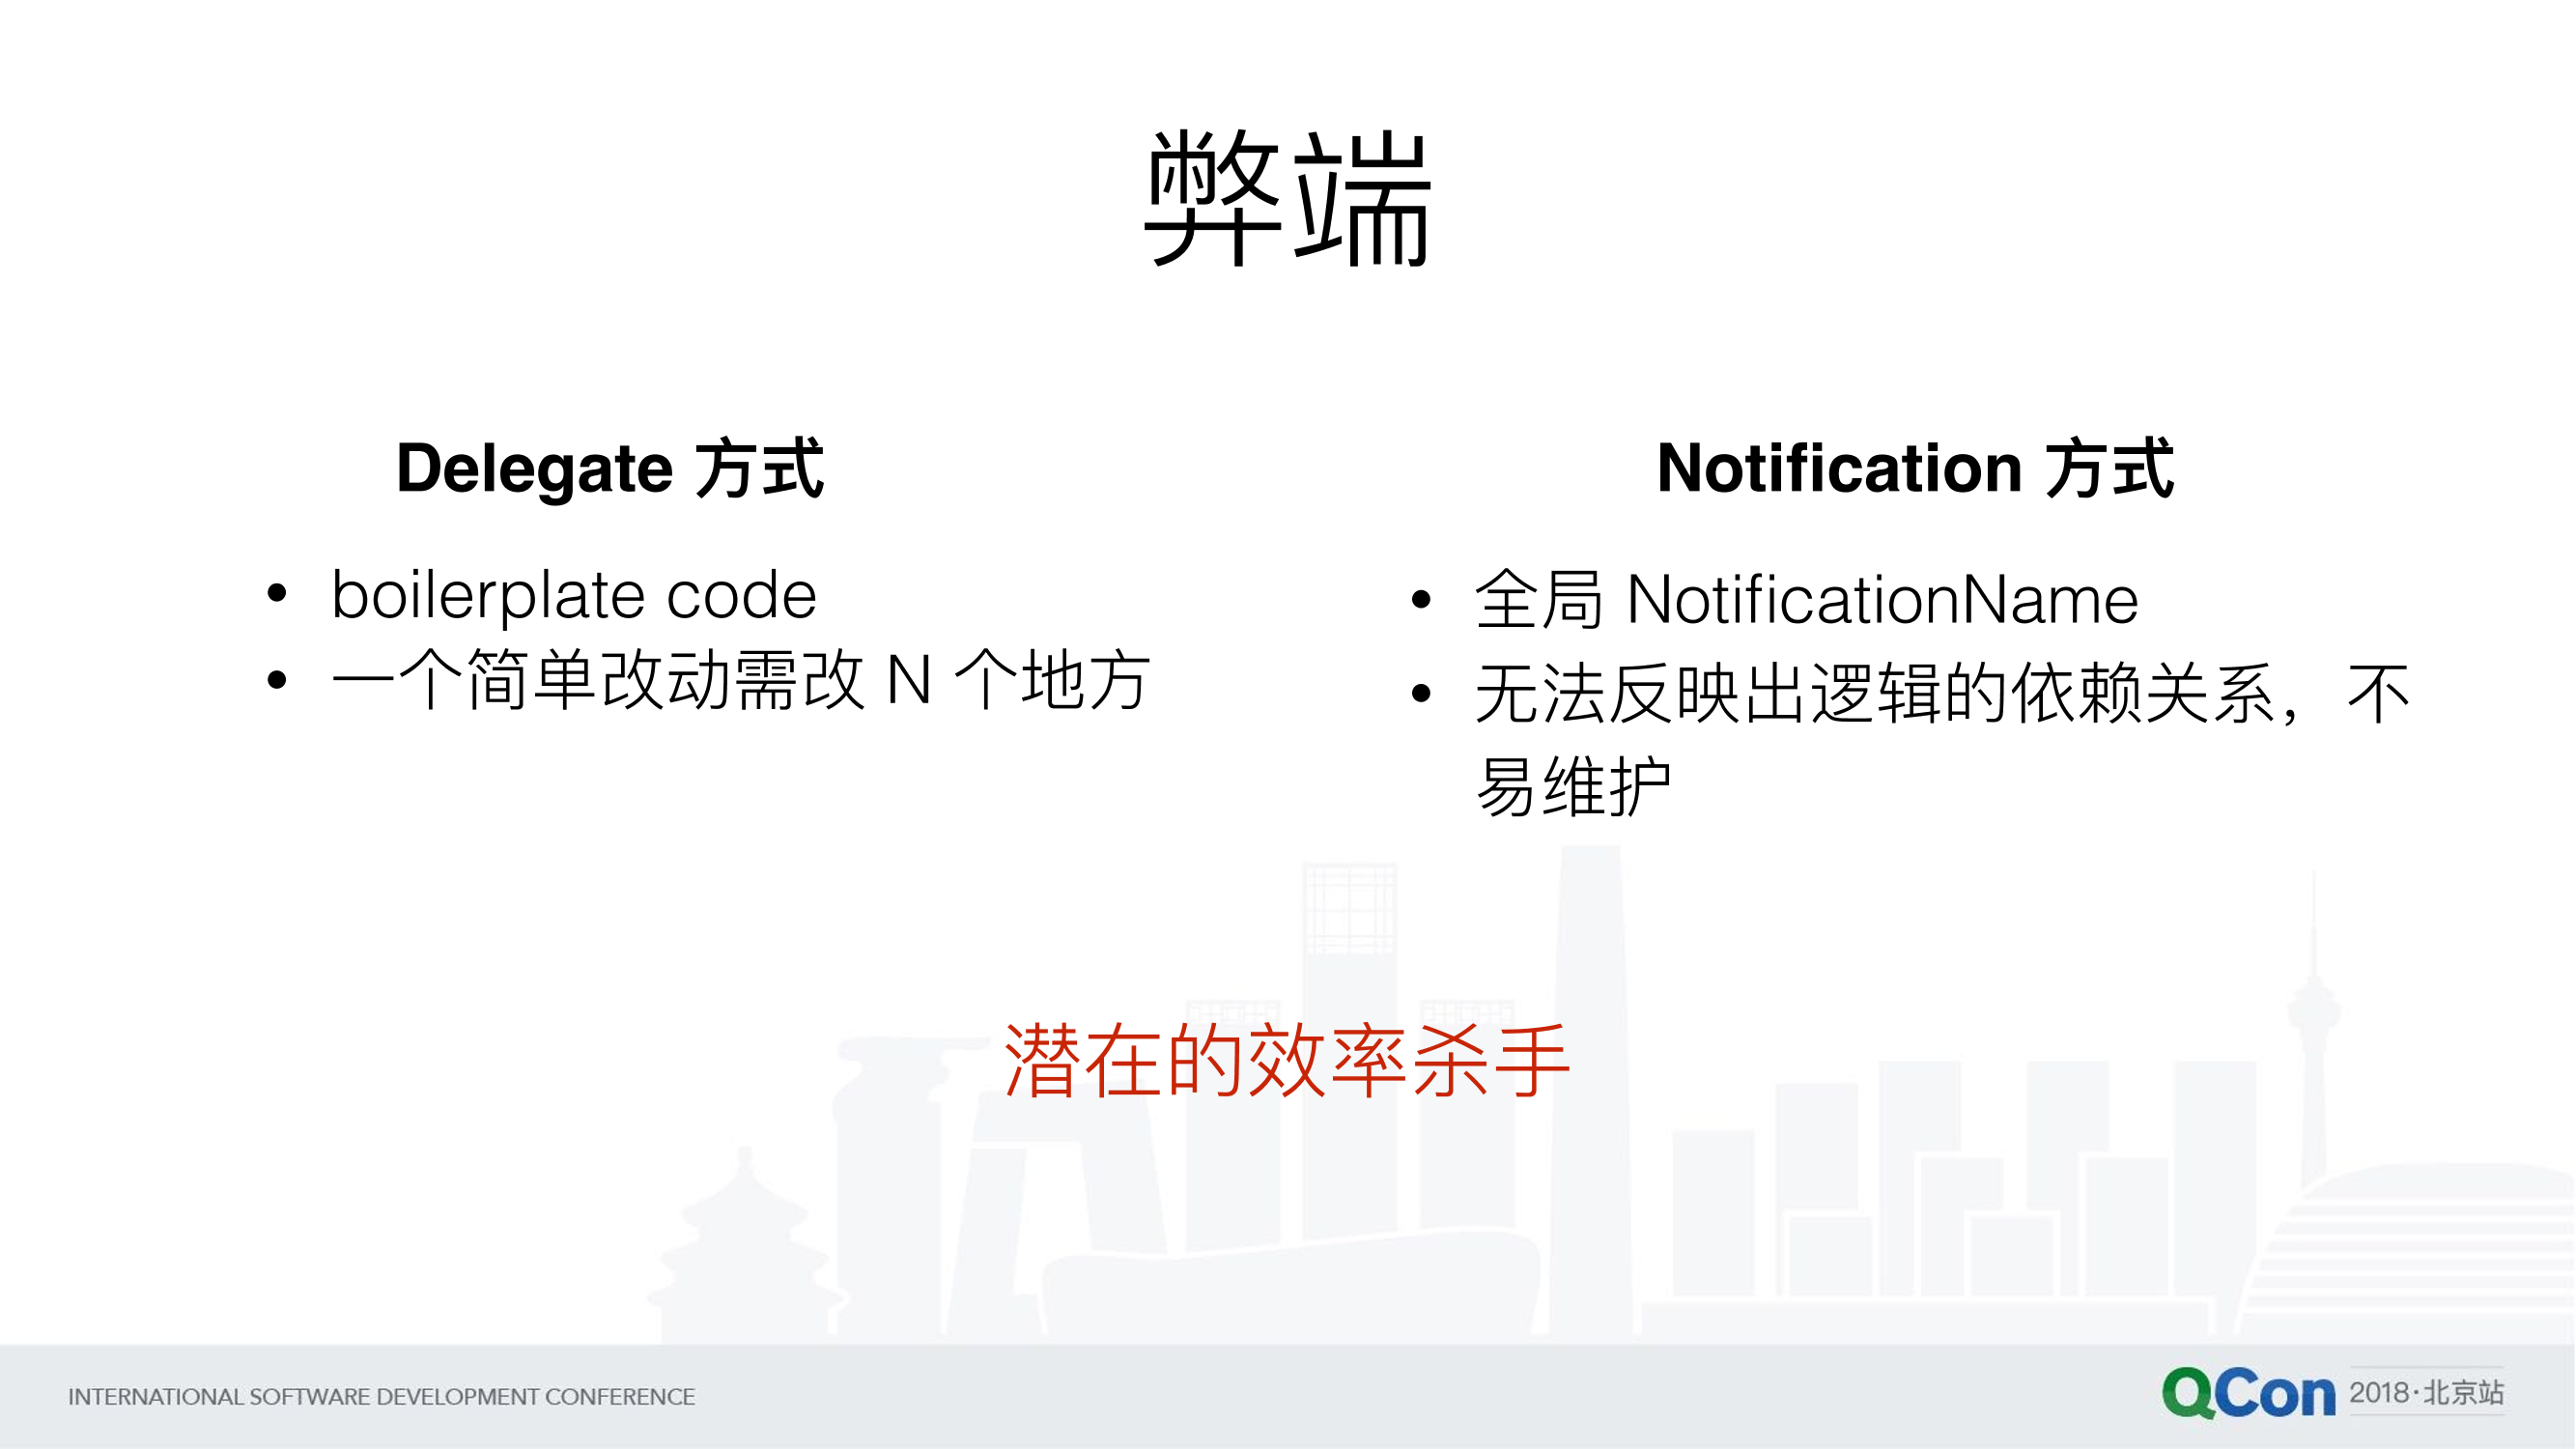 弊端
Delegate 方式
• boilerplate code
• 一个简单改动需改 N 个地方
Notification 方式
• 全局 NotificationName
• 无法反映出逻辑的依赖关系，不
易维护
潜在的效率杀手
INTERNATIONAL SOFTWARE DEVELOPMENT CONFERENCE
QCon 2018·北京站